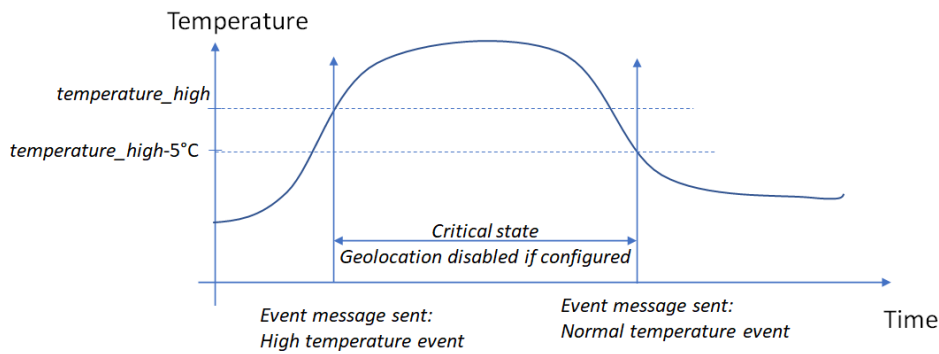 Temperature
temperature_high
temperature_high-5°C
Critical state
Geolocation disabled if configured
Event message sent:
High temperature event
Event message sent:
Normal temperature event
Time